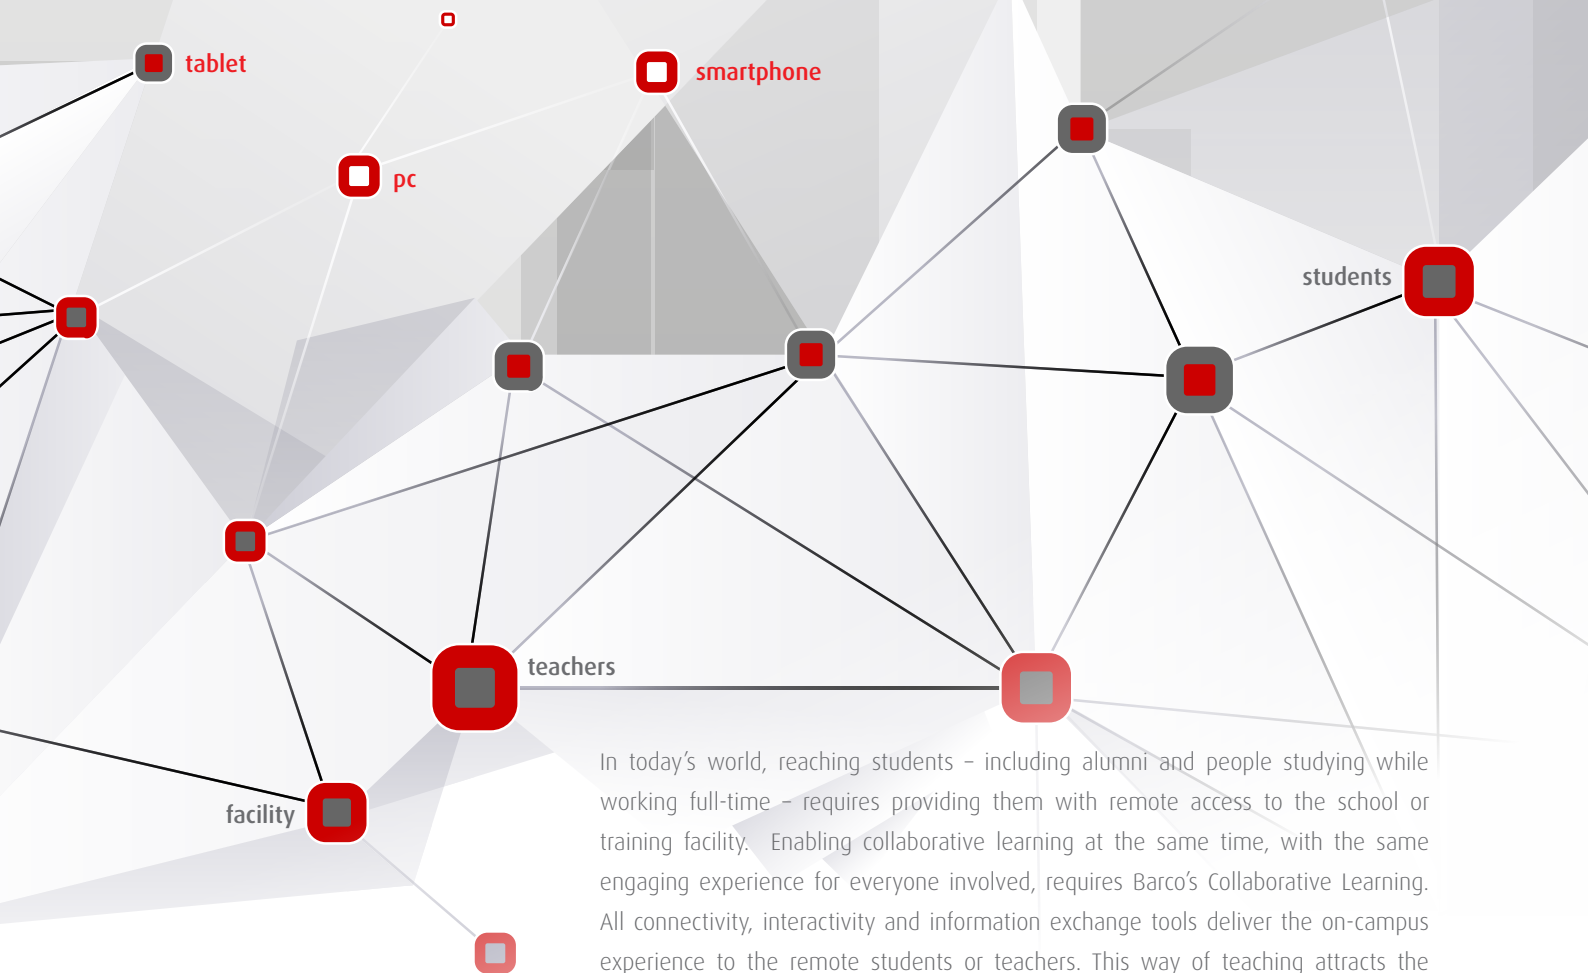 tablet
smartphone
pc
students
teachers
facility
In today's world, reaching students – including alumni and people studying while
working full-time – requires providing them with remote access to the school or
training facility.  Enabling collaborative learning at the same time, with the same
engaging experience for everyone involved, requires Barco's Collaborative Learning.
All connectivity, interactivity and information exchange tools deliver the on-campus
experience to the remote students or teachers. This way of teaching attracts the